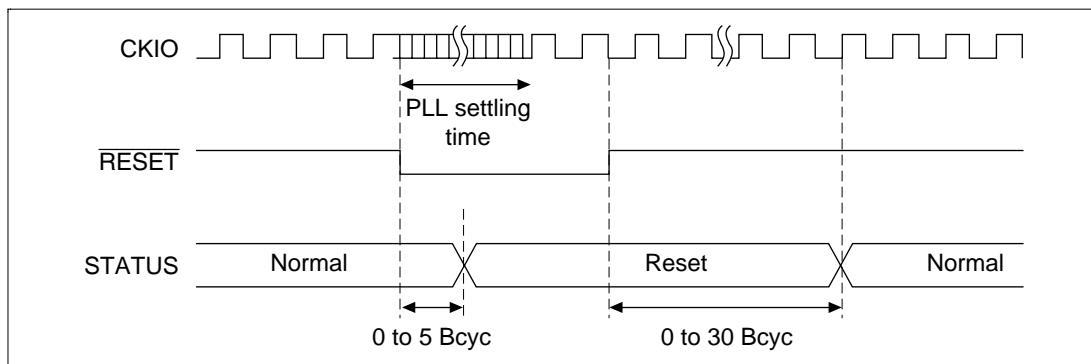 CKIO
PLL settling
time
RESET
STATUS
Normal
Reset
Normal
0 to 5 Bcyc
0 to 30 Bcyc